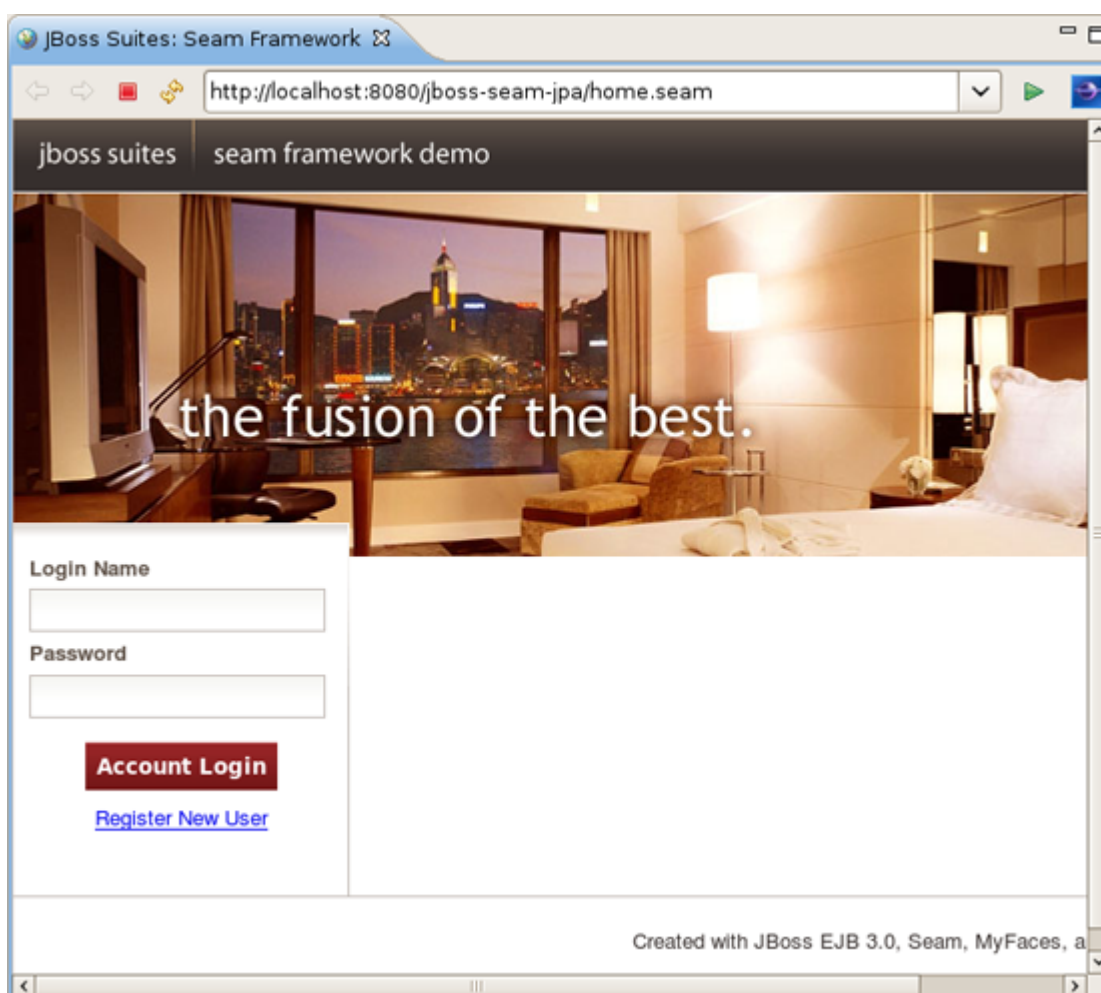 JBoss Suites: Seam Framework
http://localhost:8080/jboss-seam-jpa/home.seam
jboss suites seam framework demo
the fusion of the best.
Login Name
Password
Account Login
Register New User
Created with JBoss EJB 3.0, Seam, MyFaces, a